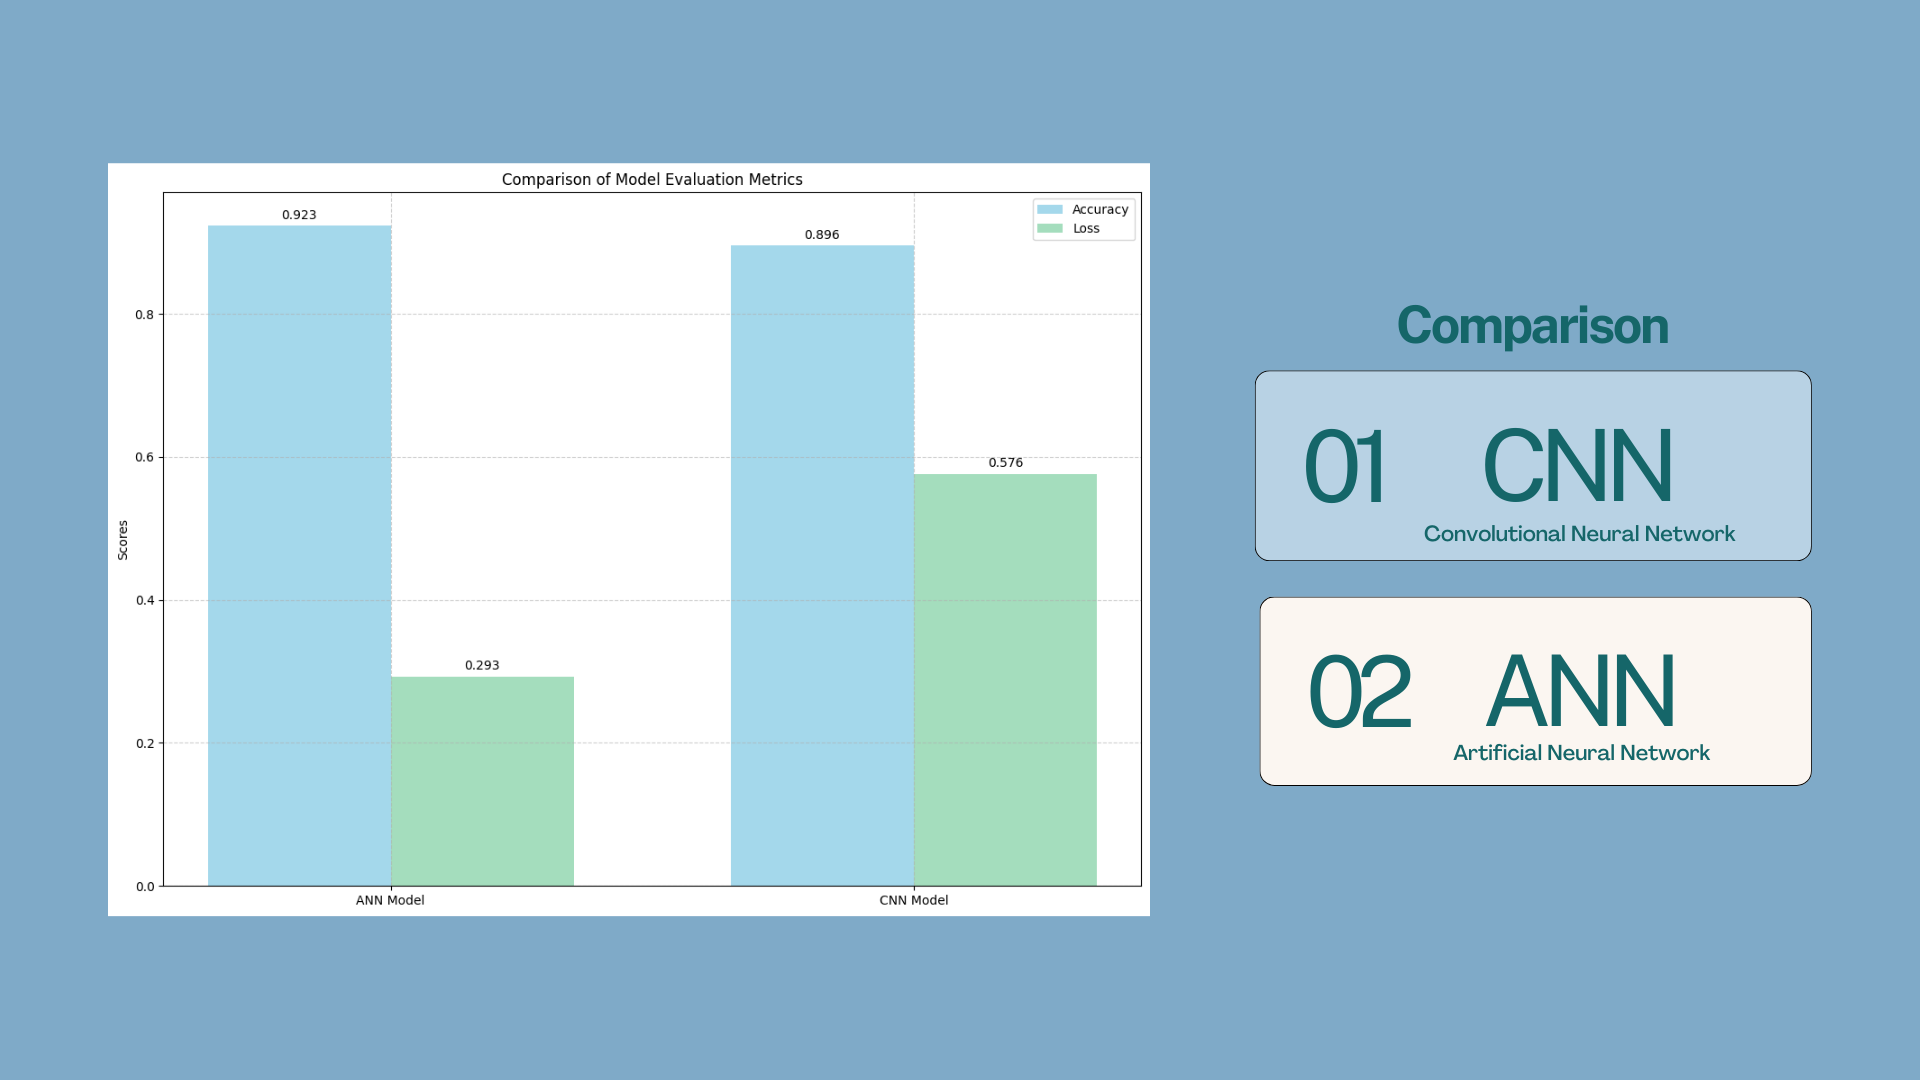 Comparison of Model Evaluation Metrics
0.923
0.896
Accuracy
Loss
0.8
0.6
0.576
Scores
0.4
0.293
0.2
0.0
ANN Model
CNN Model
Comparison
01 CNN
Convolutional Neural Network
02 ANN
Artificial Neural Network